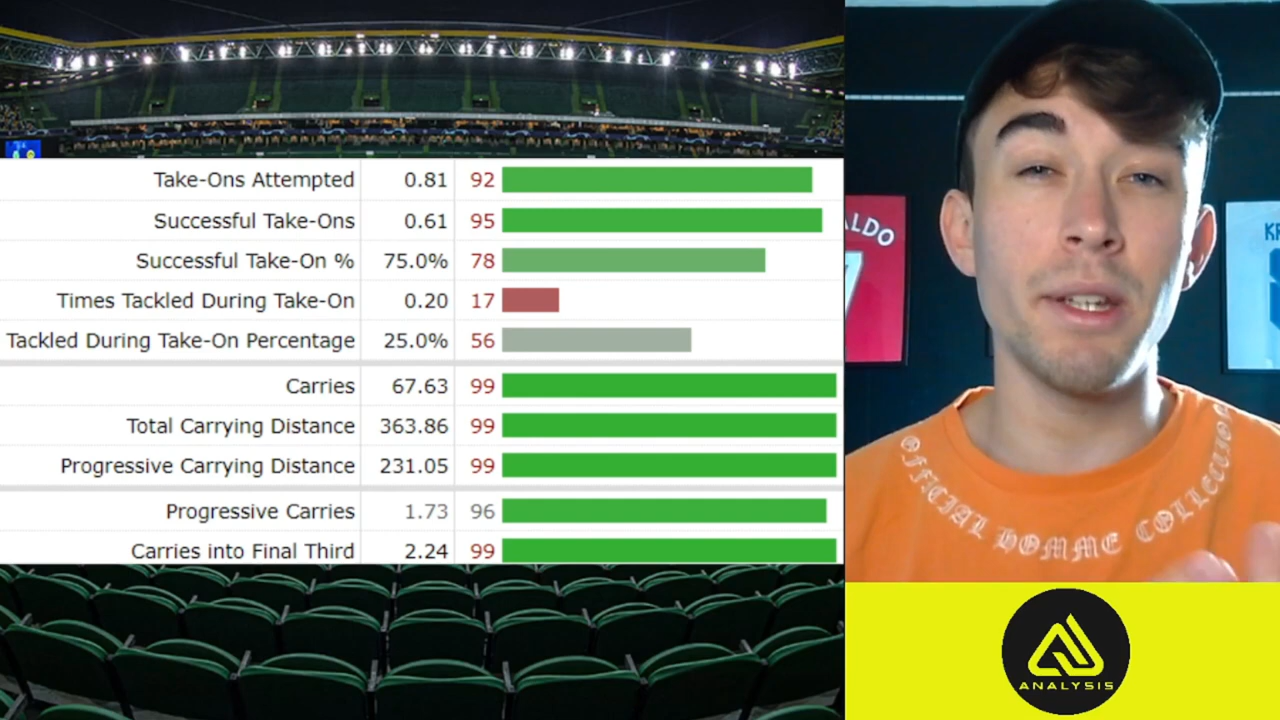 Take-Ons Attempted 0.81 92
Successful Take-Ons 0.61 95
Successful Take-On % 75.0% 78
Times Tackled During Take-On 0.20 17
Tackled During Take-On Percentage 25.0% 56
Carries 67.63 99
Total Carrying Distance 363.86 99
Progressive Carrying Distance 231.05 99
Progressive Carries 1.73 96
Carries into Final Third 2.24 99
ALDO
7
KR
OFFICIAL HOMME COLLECTION
ANALYSIS